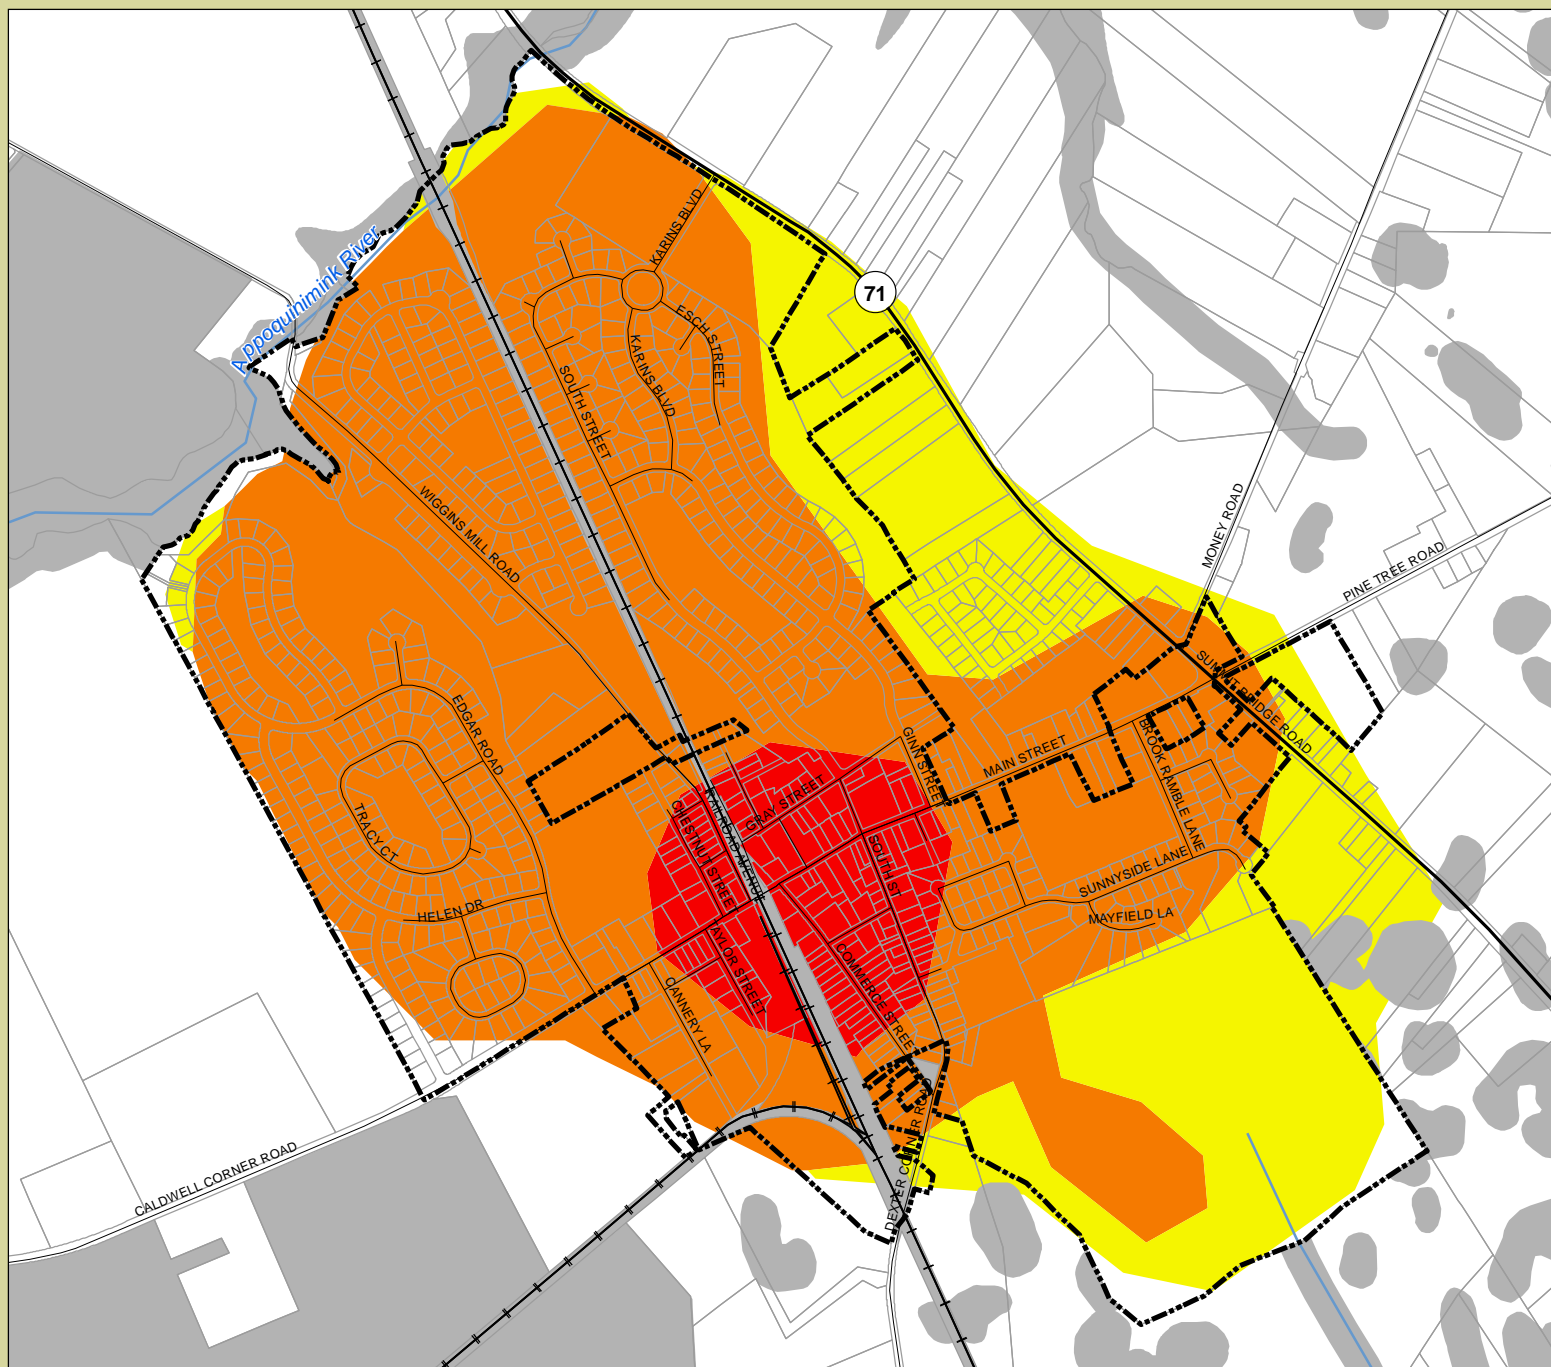 Appoquihimink River
71
KARINS BLVD
ESCH STREET
KARINS BLVD
SOUTH STREET
WIGGINS MILL ROAD
MONEY ROAD
PINE TREE ROAD
SUMMIT BRIDGE ROAD
EDGAR ROAD
GINN STREET
MAIN STREET
BROOK RAMBLE LANE
TRACY CT
CHESTNUT STREET
RAILROAD AVENUE
GRAY STREET
SOUTH ST
SUNNYSIDE LANE
MAYFIELD LA
HELEN DR
TAYLOR STREET
COMMERCE STREET
CANNERY LA
DEXTER CORNER ROAD
CALDWELL CORNER ROAD